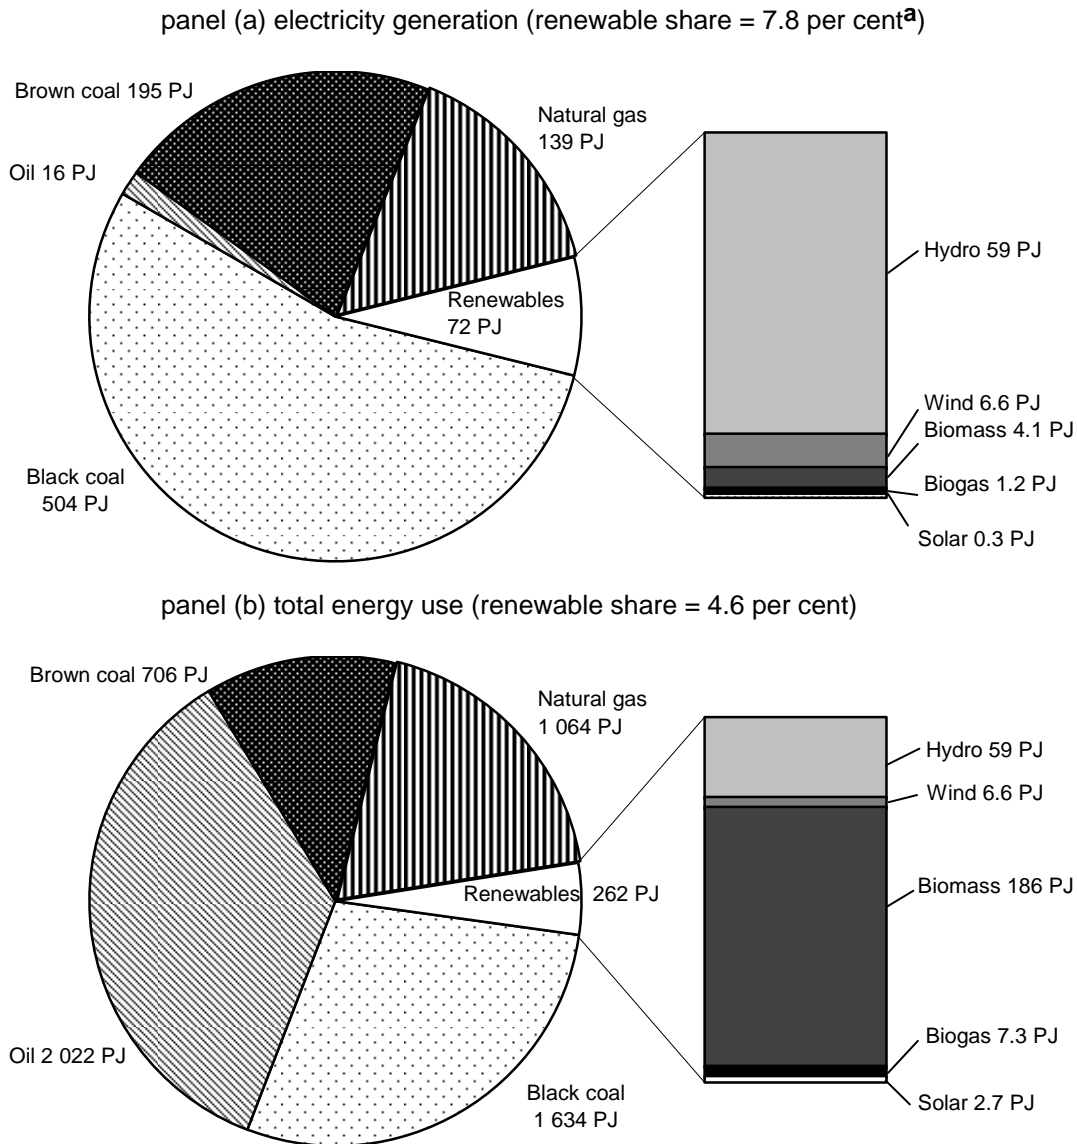 panel (a) electricity generation (renewable share = 7.8 per centa)
Brown coal 195 PJ
Natural gas
139 PJ
Oil 16 PJ
Renewables
72 PJ
Black coal
504 PJ
Hydro 59 PJ
Wind 6.6 PJ
Biomass 4.1 PJ
Biogas 1.2 PJ
Solar 0.3 PJ
panel (b) total energy use (renewable share = 4.6 per cent)
Brown coal 706 PJ
Natural gas
1 064 PJ
Renewables 262 PJ
Oil 2 022 PJ
Black coal
1 634 PJ
Hydro 59 PJ
Wind 6.6 PJ
Biomass 186 PJ
Biogas 7.3 PJ
Solar 2.7 PJ